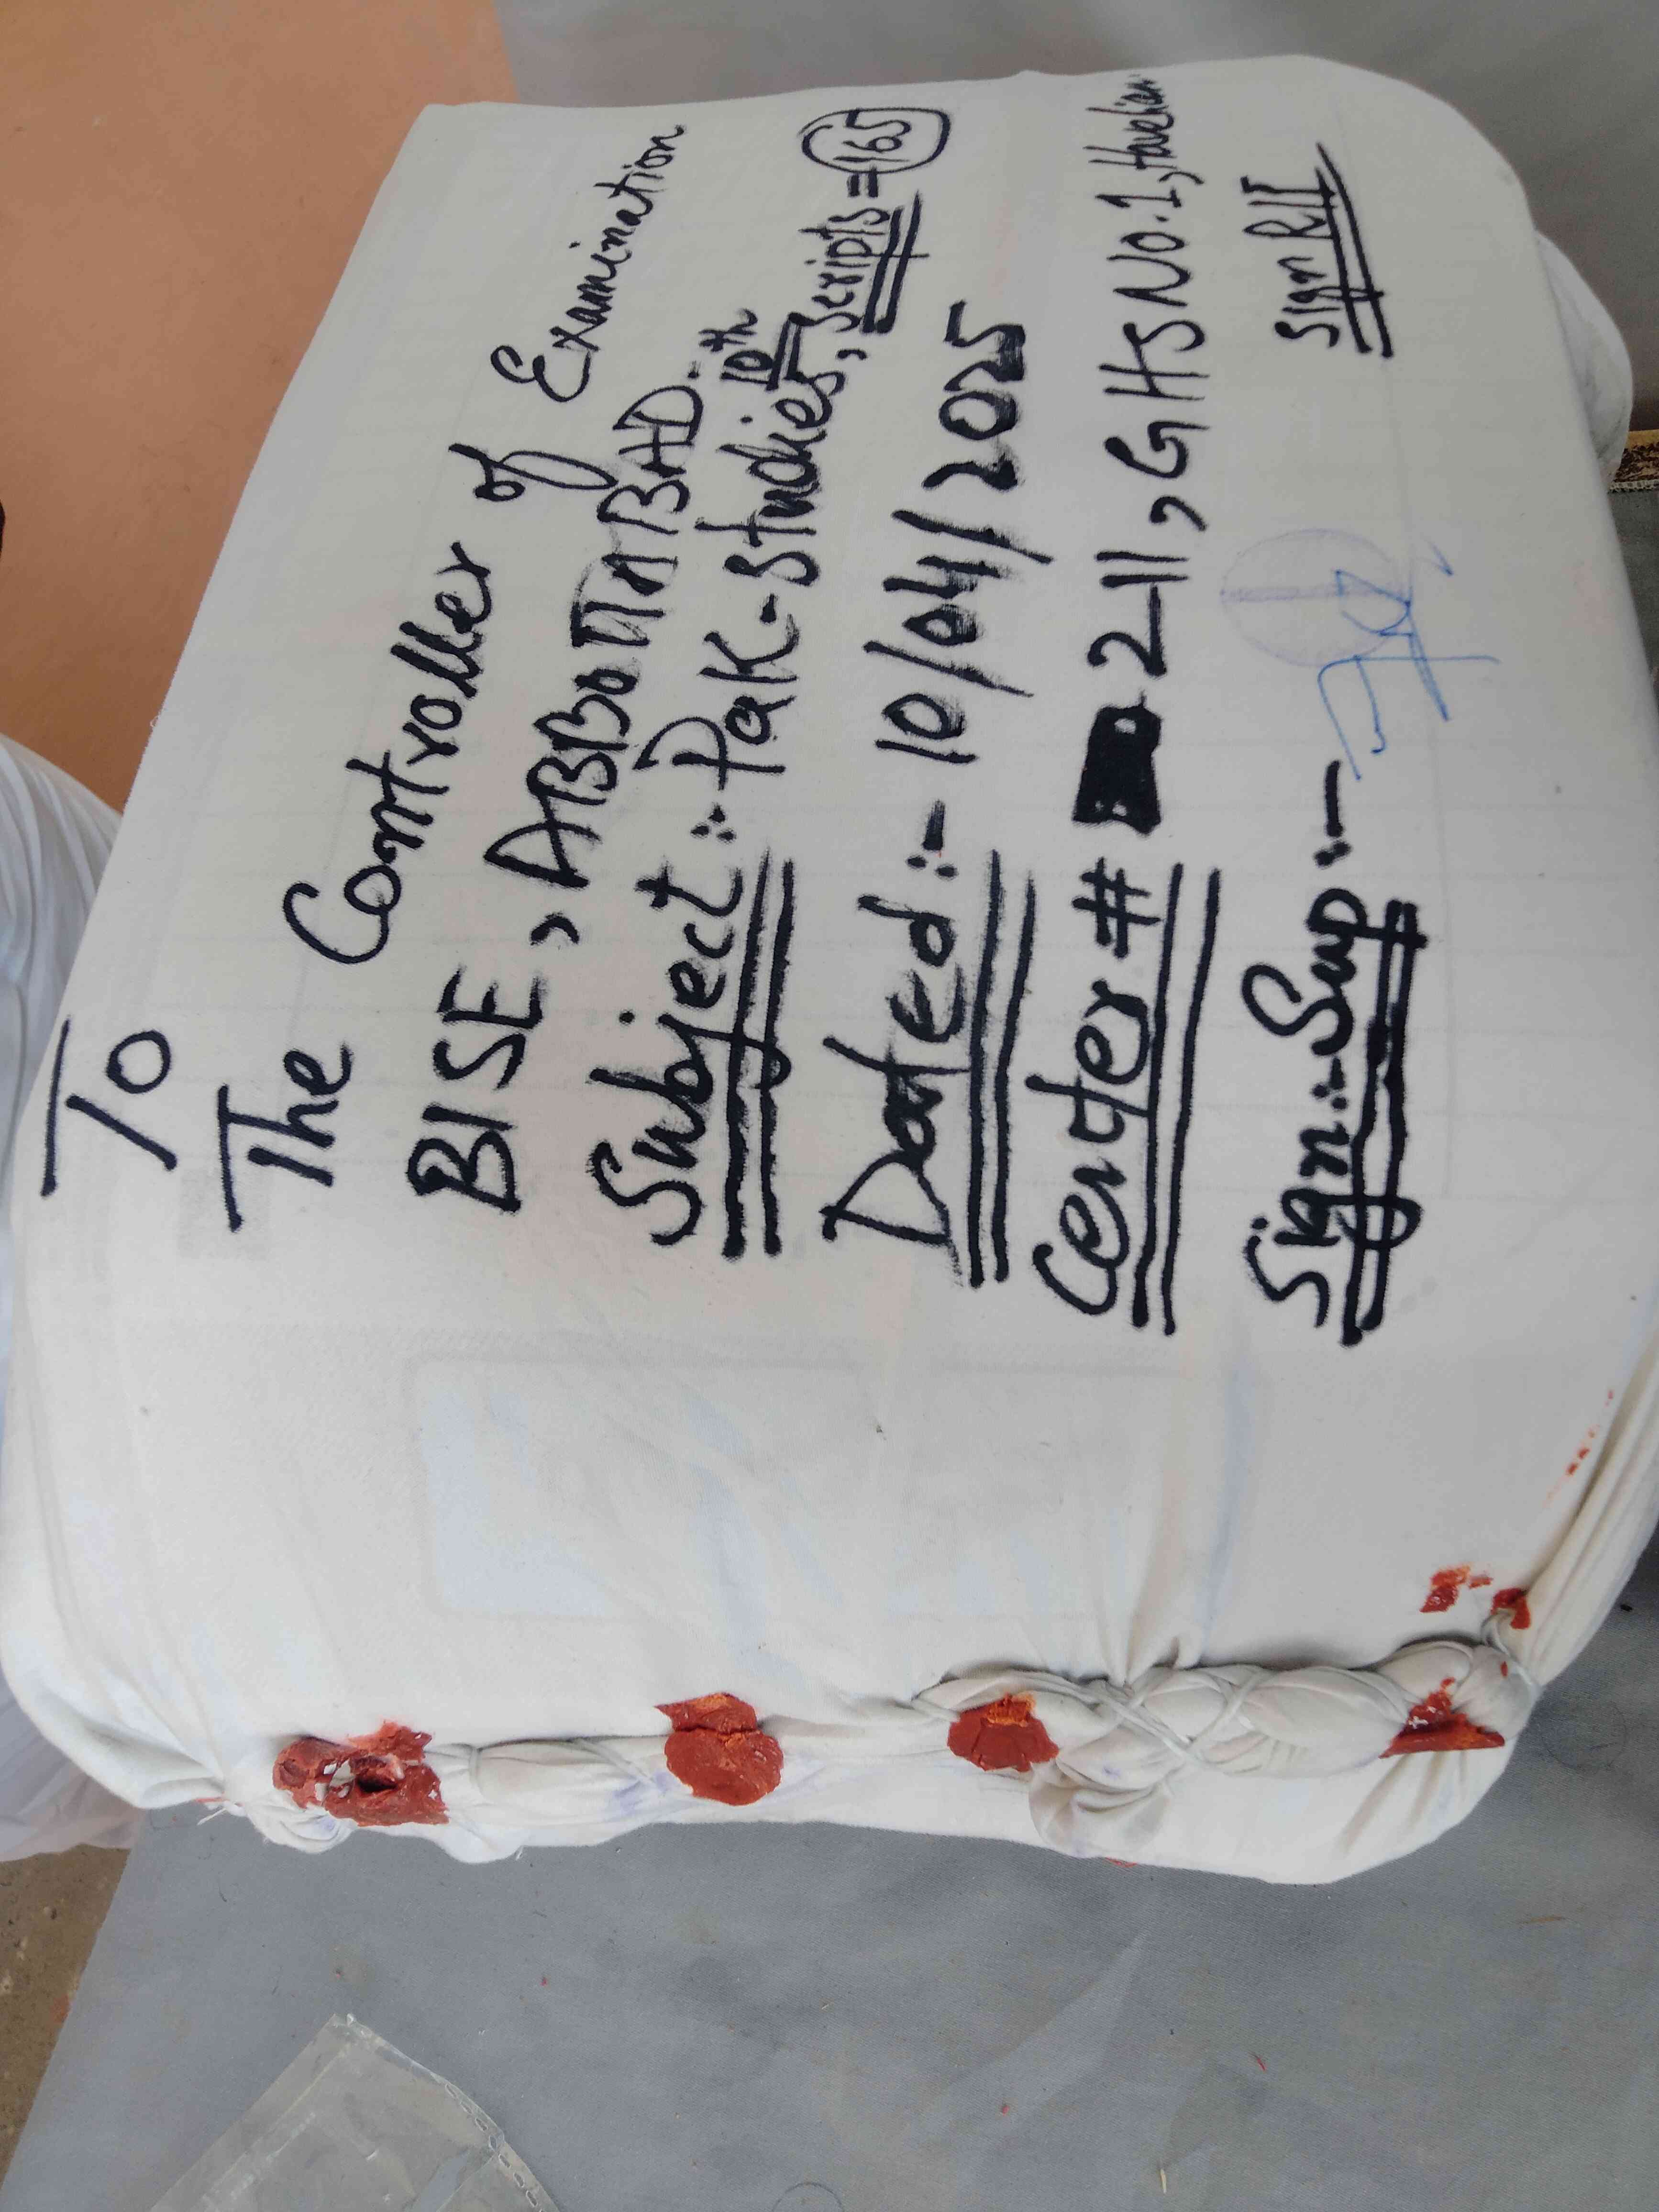 To
The Controller of Examination
BISE, ABBOTTABAD.
Subject :- Pak-Studies 10th, Scripts = 165
Dated :- 10/04/2025
Center # 211, GHS No.1, Havelian
Sign:- Sup :-
Sign R/I